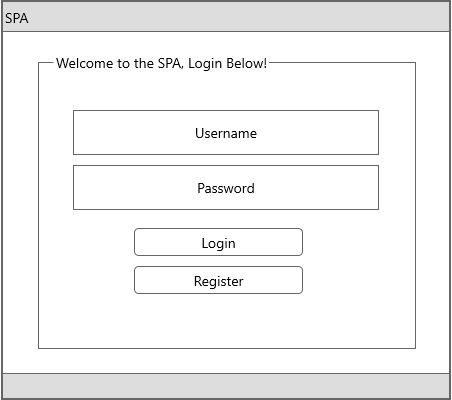 SPA
Welcome to the SPA, Login Below!
Username
Password
Login
Register